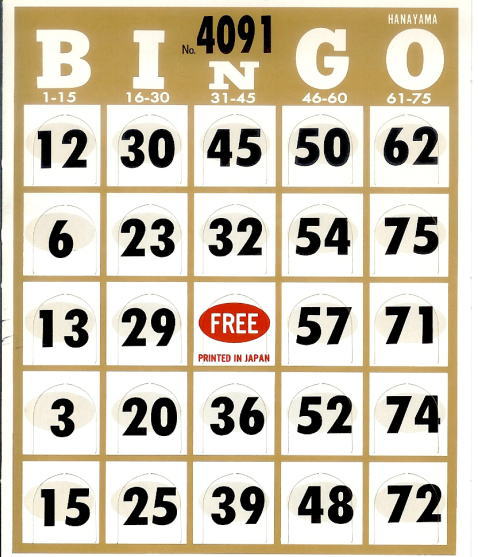 HANAYAMA
No. 4091
B I N G O
1-15 16-30 31-45 46-60 61-75
12 30 45 50 62
6 23 32 54 75
13 29 FREE 57 71
PRINTED IN JAPAN
3 20 36 52 74
15 25 39 48 72